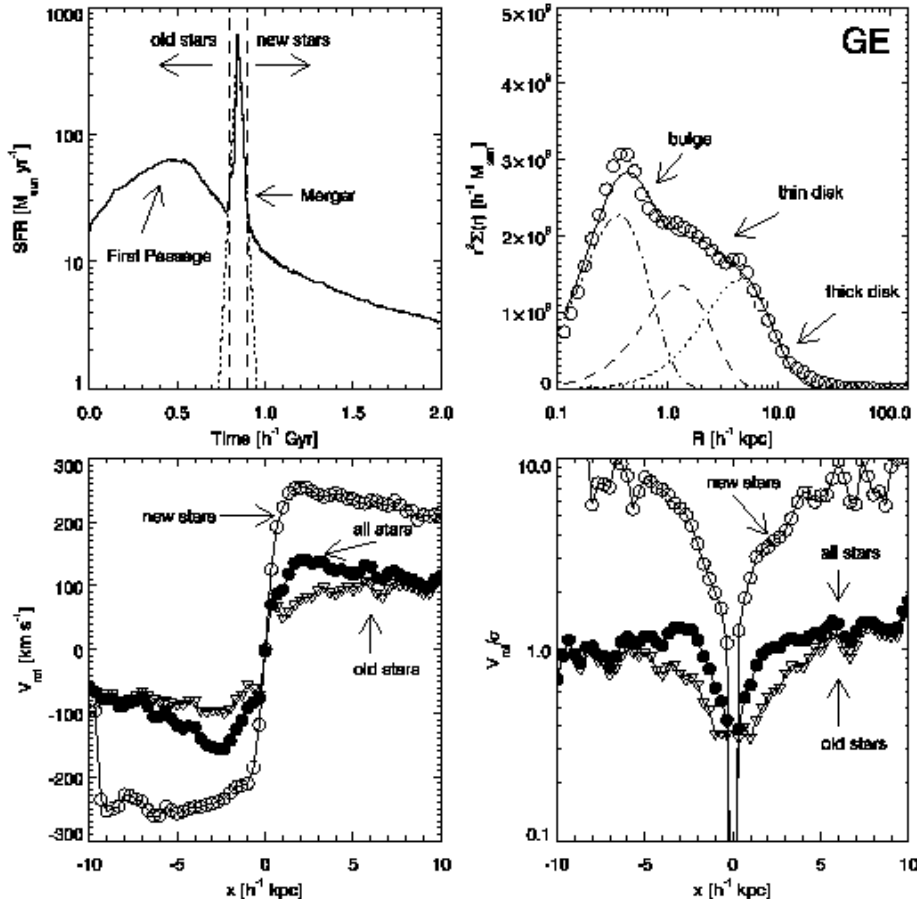 1000
100
10
1
SFR [M_sun yr^-1]
old stars
new stars
First Passage
Merger
0.0 0.5 1.0 1.5 2.0
Time [h^-1 Gyr]
5×10^9
4×10^9
3×10^9
2×10^9
1×10^9
0
r^2Σ(r) [h^-1 M_sun]
GE
bulge
thin disk
thick disk
0.1 1.0 10.0 100.0
R [h^-1 kpc]
300
200
100
0
-100
-200
-300
V_rot [km s^-1]
new stars
all stars
old stars
-10 -5 0 5 10
x [h^-1 kpc]
10.0
1.0
0.1
V_rot/σ
new stars
all stars
old stars
-10 -5 0 5 10
x [h^-1 kpc]